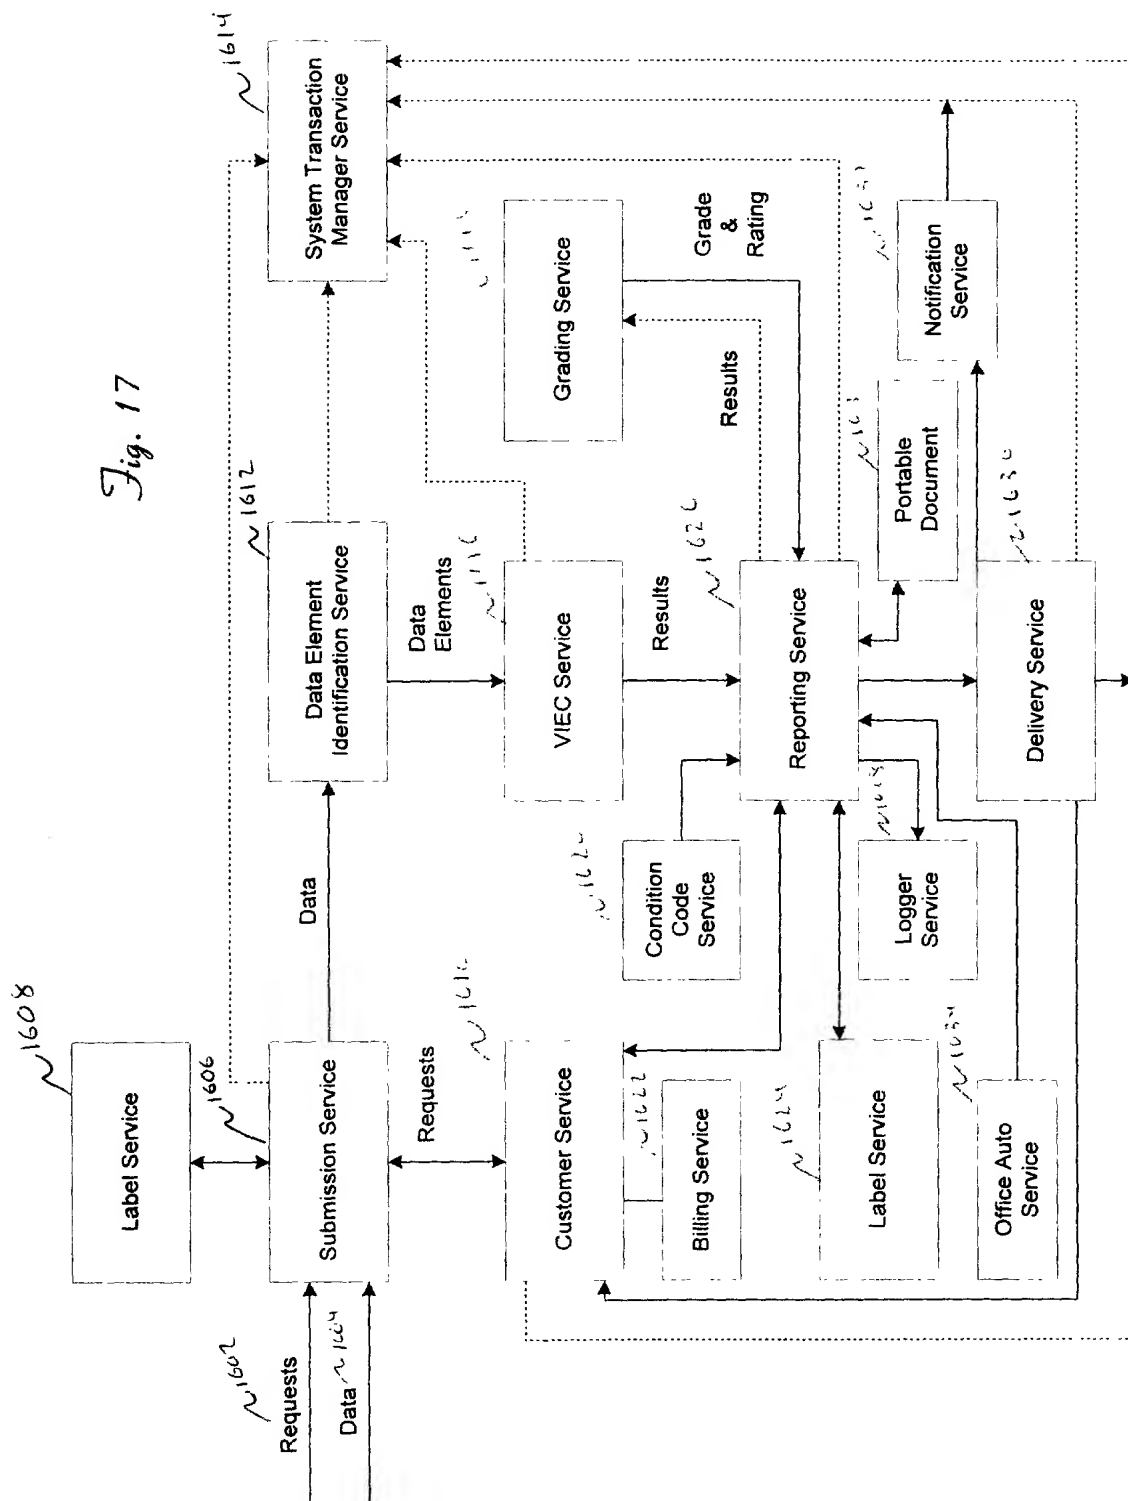 Fig. 17
1608
Label Service
1606
Submission Service
1602
Requests
Data
Data
1612
Data Element
Identification Service
1614
System Transaction
Manager Service
Requests
Customer Service
1622
Billing Service
1624
Label Service
Office Auto
Service
Data
Elements
VIEC Service
Grading Service
Results
Results
Grade
&
Rating
Condition
Code
Service
Reporting Service
Logger
Service
Portable
Document
Notification
Service
Delivery Service